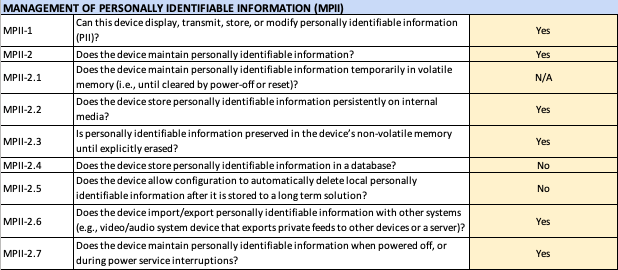 MANAGEMENT OF PERSONALLY IDENTIFIABLE INFORMATION (MPII)
MPII-1
Can this device display, transmit, store, or modify personally identifiable information
(PII)?
Yes
MPII-2
Does the device maintain personally identifiable information?
Yes
MPII-2.1
Does the device maintain personally identifiable information temporarily in volatile
memory (i.e., until cleared by power-off or reset)?
N/A
MPII-2.2
Does the device store personally identifiable information persistently on internal
media?
Yes
MPII-2.3
Is personally identifiable information preserved in the device's non-volatile memory
until explicitly erased?
Yes
MPII-2.4
Does the device store personally identifiable information in a database?
No
MPII-2.5
Does the device allow configuration to automatically delete local personally
identifiable information after it is stored to a long term solution?
No
MPII-2.6
Does the device import/export personally identifiable information with other systems
(e.g., video/audio system device that exports private feeds to other devices or a server)?
Yes
MPII-2.7
Does the device maintain personally identifiable information when powered off, or
during power service interruptions?
Yes